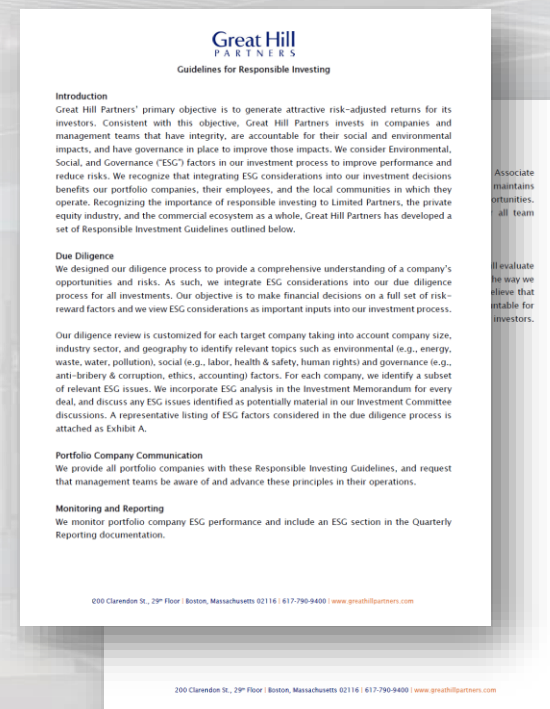 Great Hill
PARTNERS
Guidelines for Responsible Investing
Introduction
Great Hill Partners' primary objective is to generate attractive risk-adjusted returns for its
investors. Consistent with this objective, Great Hill Partners invests in companies and
management teams that have integrity, are accountable for their social and environmental
impacts, and have governance in place to improve those impacts. We consider Environmental,
Social, and Governance ("ESG") factors in our investment process to improve performance and
reduce risks. We recognize that integrating ESG considerations into our investment decisions
benefits our portfolio companies, their employees, and the local communities in which they
operate. Recognizing the importance of responsible investing to Limited Partners, the private
equity industry, and the commercial ecosystem as a whole, Great Hill Partners has developed a
set of Responsible Investment Guidelines outlined below.
Due Diligence
We designed our diligence process to provide a comprehensive understanding of a company's
opportunities and risks. As such, we integrate ESG considerations into our due diligence
process for all investments. Our objective is to make financial decisions on a full set of risk-
reward factors and we view ESG considerations as important inputs into our investment process.
Our diligence review is customized for each target company taking into account company size,
industry sector, and geography to identify relevant topics such as environmental (e.g., energy,
waste, water, pollution), social (e.g., labor, health & safety, human rights) and governance (e.g.,
anti-bribery & corruption, ethics, accounting) factors. For each company, we identify a subset
of relevant ESG issues. We incorporate ESG analysis in the Investment Memorandum for every
deal, and discuss any ESG issues identified as potentially material in our Investment Committee
discussions. A representative listing of ESG factors considered in the due diligence process is
attached as Exhibit A.
Portfolio Company Communication
We provide all portfolio companies with these Responsible Investing Guidelines, and request
that management teams be aware of and advance these principles in their operations.
Monitoring and Reporting
We monitor portfolio company ESG performance and include an ESG section in the Quarterly
Reporting documentation.
200 Clarendon St., 29th Floor | Boston, Massachusetts 02116 | 617-790-9400 | www.greathillpartners.com
Associate
maintains
ortunities.
all team
ll evaluate
he way we
elieve that
ntable for
investors.
200 Clarendon St., 29th Floor | Boston, Massachusetts 02116 | 617-790-9400 | www.greathillpartners.com